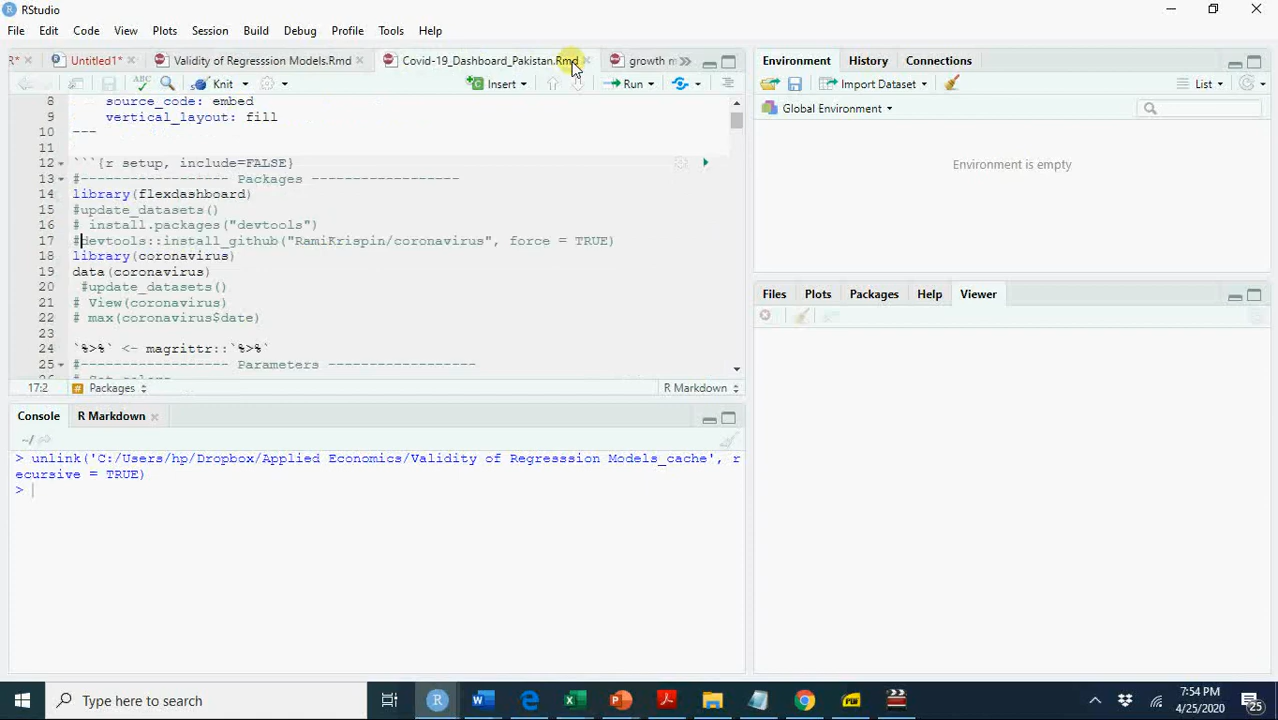 RStudio
File Edit Code View Plots Session Build Debug Profile Tools Help
R* Untitled1* Validity of Regresssion Models.Rmd Covid-19_Dashboard_Pakistan.Rmd growth m
Knit Insert Run
8 source_code: embed
9 vertical_layout: fill
10 ---
11
12 ```{r setup, include=FALSE}
13 #------------------ Packages ------------------
14 library(flexdashboard)
15 #update_datasets()
16 # install.packages("devtools")
17 #devtools::install_github("RamiKrispin/coronavirus", force = TRUE)
18 library(coronavirus)
19 data(coronavirus)
20 #update_datasets()
21 # View(coronavirus)
22 # max(coronavirus$date)
23
24 `%>%` <- magrittr::`%>%`
25 #------------------ Parameters ------------------
17:2 Packages R Markdown
Console R Markdown
~/
> unlink('C:/Users/hp/Dropbox/Applied Economics/Validity of Regresssion Models_cache', r
ecursive = TRUE)
>
Environment History Connections
Import Dataset List
Global Environment
Environment is empty
Files Plots Packages Help Viewer
Type here to search
7:54 PM
4/25/2020
25